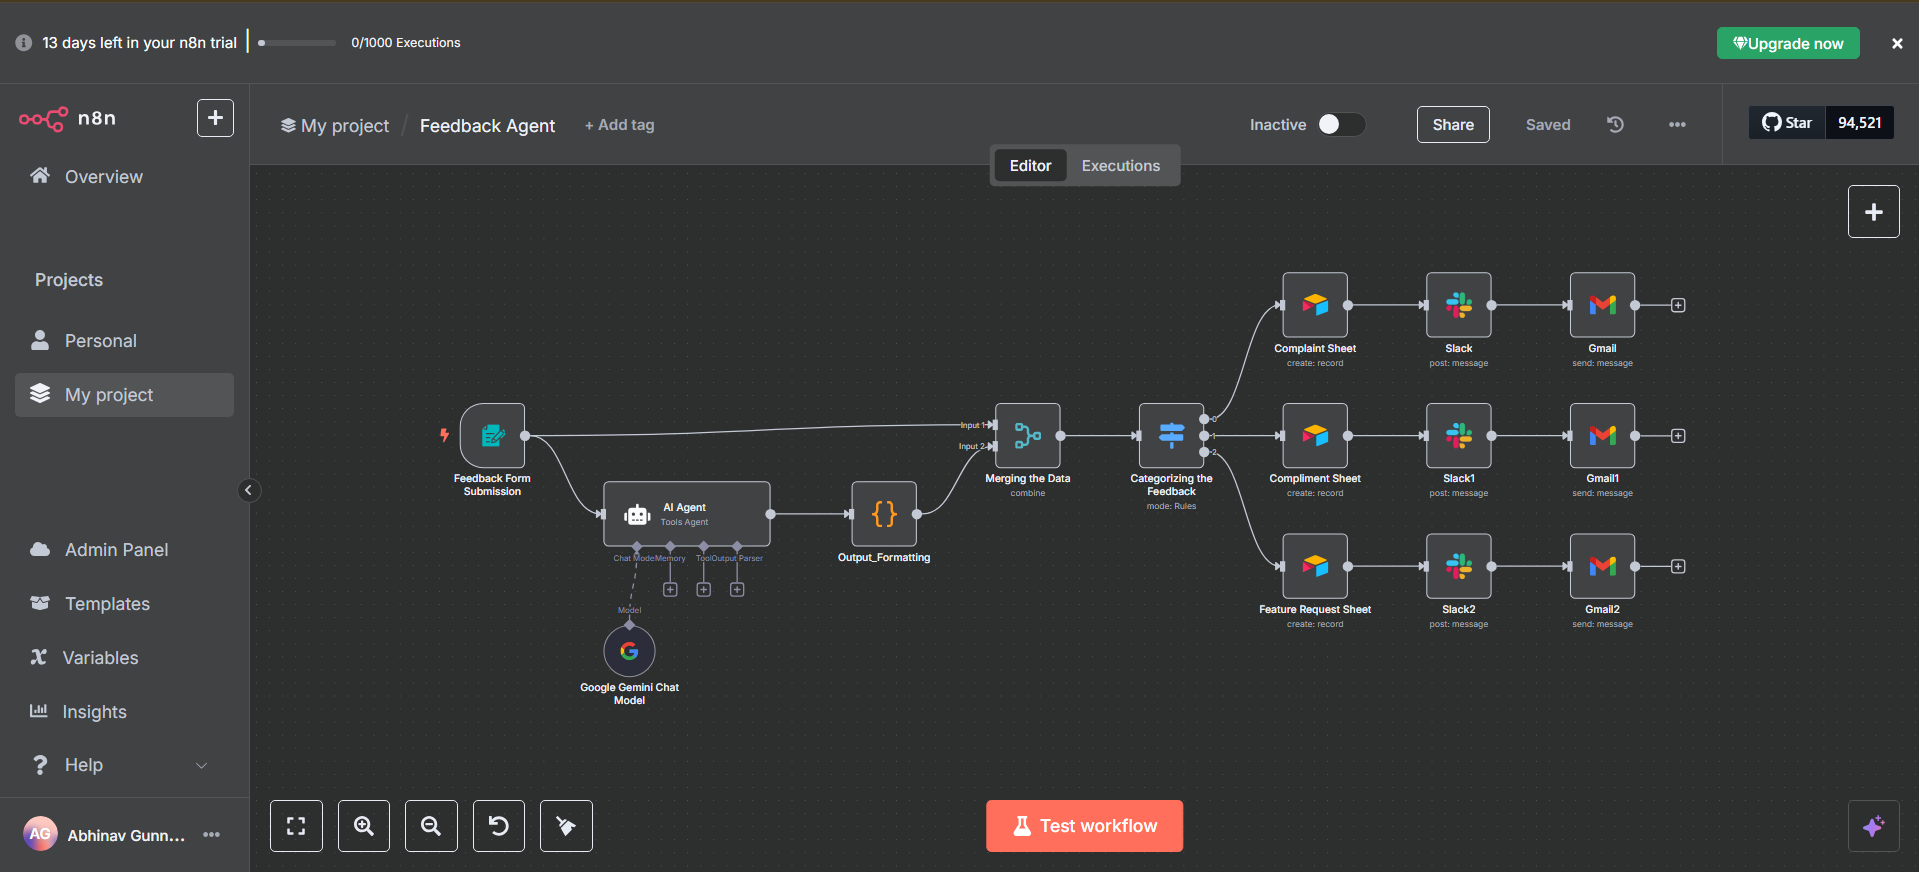 13 days left in your n8n trial
0/1000 Executions
Upgrade now
n8n
My project / Feedback Agent
+ Add tag
Inactive
Share
Saved
Star
94,521
Editor
Executions
Overview
Projects
Personal
My project
Admin Panel
Templates
Variables
Insights
Help
AG
Abhinav Gunn...
Feedback Form
Submission
AI Agent
Tools Agent
Chat Model
Memory
Tool
Output Parser
Model
Google Gemini Chat
Model
Output_Formatting
Input 1
Input 2
Merging the Data
combine
Categorizing the
Feedback
mode: Rules
0
1
2
Complaint Sheet
create: record
Slack
post: message
Gmail
send: message
Compliment Sheet
create: record
Slack1
post: message
Gmail1
send: message
Feature Request Sheet
create: record
Slack2
post: message
Gmail2
send: message
Test workflow